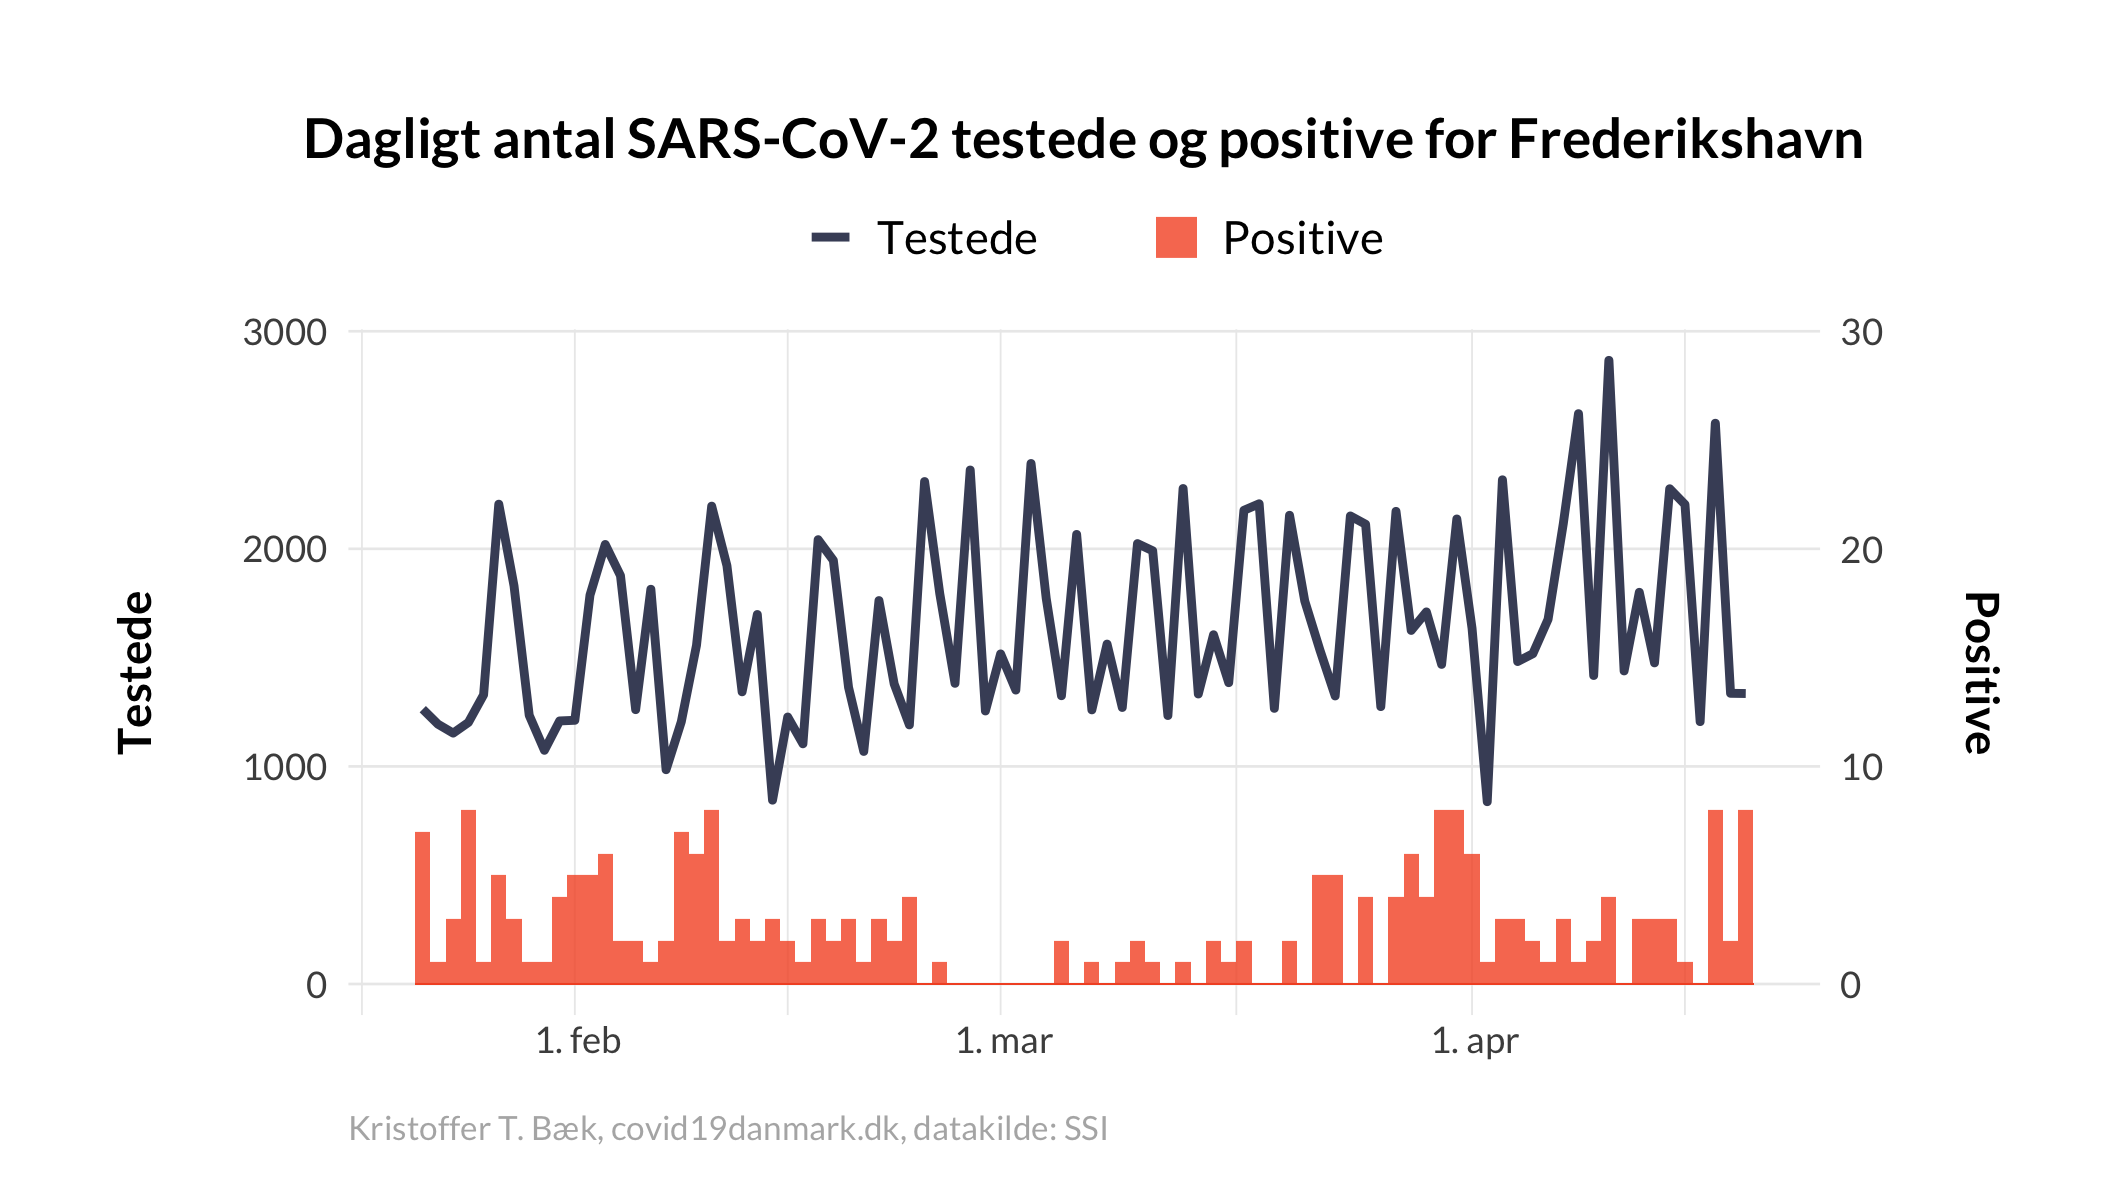 Dagligt antal SARS-CoV-2 testede og positive for Frederikshavn
Testede Positive
3000 30
2000 20
Testede Positive
1000 10
0 0
1. feb 1. mar 1. apr
Kristoffer T. Bæk, covid19danmark.dk, datakilde: SSI